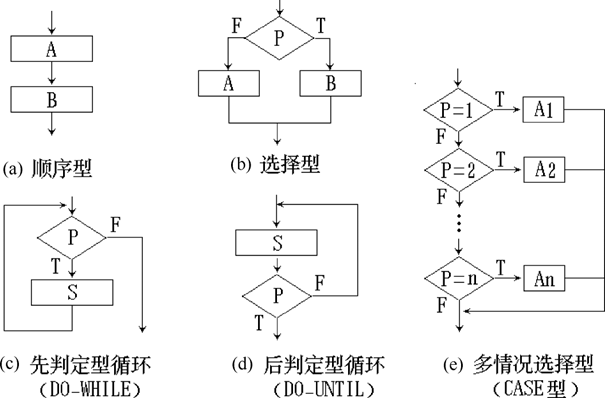 A
B
(a) 顺序型
F
P
T
A
B
(b) 选择型
P
F
T
S
(c) 先判定型循环
(DO-WHILE)
S
P
F
T
(d) 后判定型循环
(DO-UNTIL)
P=1
T
A1
F
P=2
T
A2
F
P=n
T
An
F
(e) 多情况选择型
(CASE型)